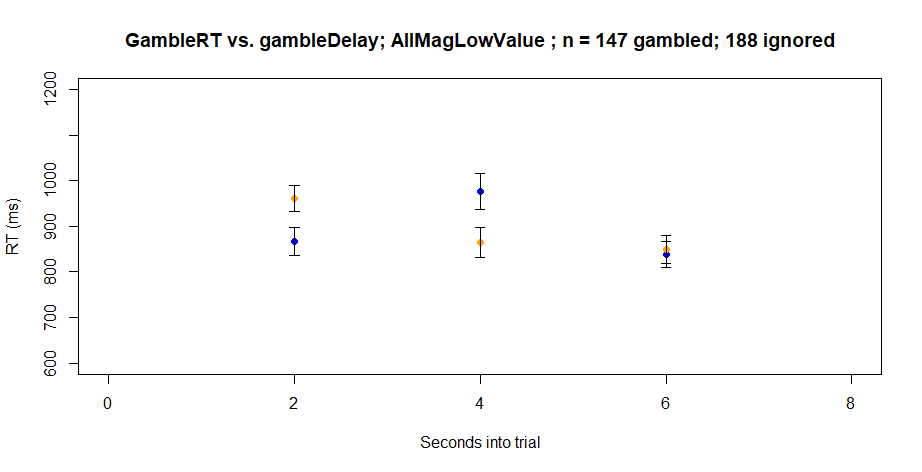 GambleRT vs. gambleDelay; AllMagLowValue ; n = 147 gambled; 188 ignored
1200
1000
900
800
700
600
RT (ms)
0 2 4 6 8
Seconds into trial